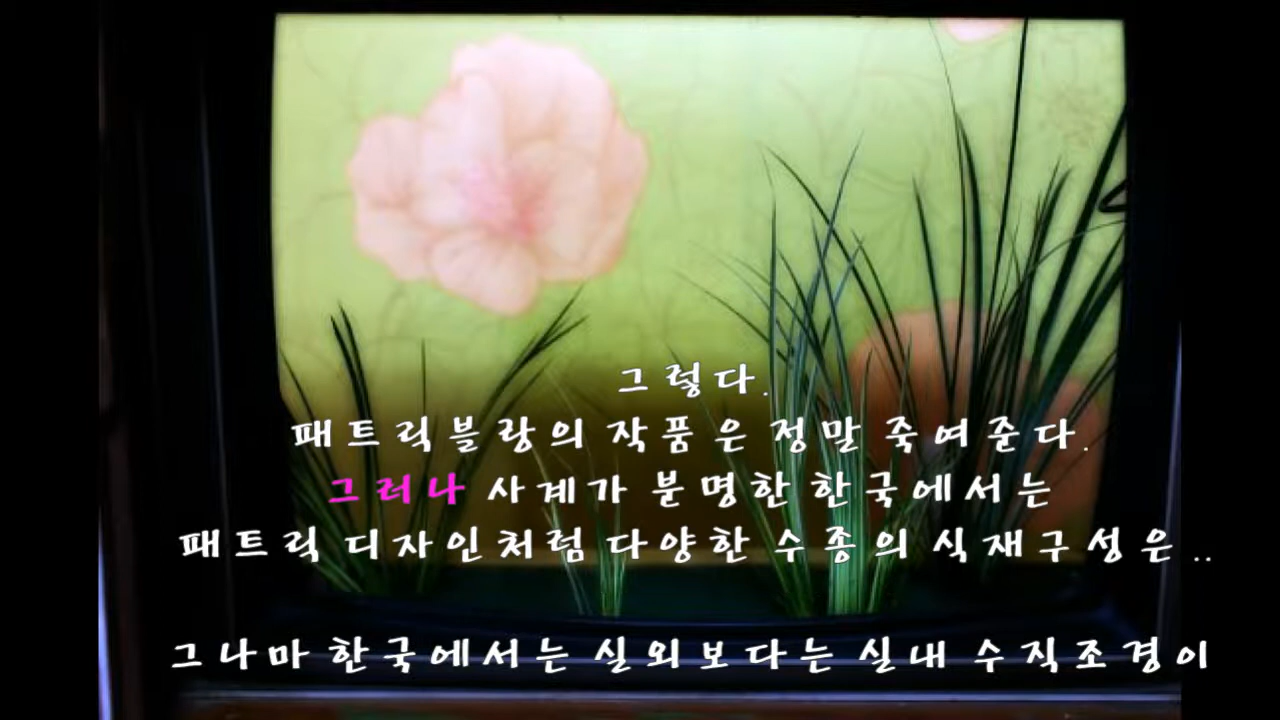 그렇다.
패트릭블랑의 작품은 정말 죽여준다.
그러나 사계가 분명한 한국에서는
패트릭 디자인처럼 다양한 수종의 식재구성은..
그나마 한국에서는 실외보다는 실내 수직조경이